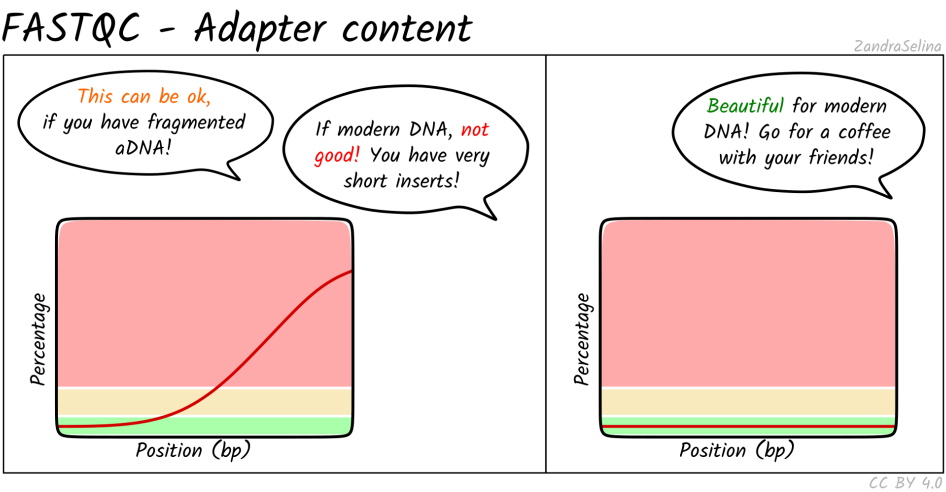 FASTQC - Adapter content
ZandraSelina
This can be ok,
if you have fragmented
aDNA!
If modern DNA, not
good! You have very
short inserts!
Percentage
Position (bp)
Beautiful for modern
DNA! Go for a coffee
with your friends!
Percentage
Position (bp)
CC BY 4.0